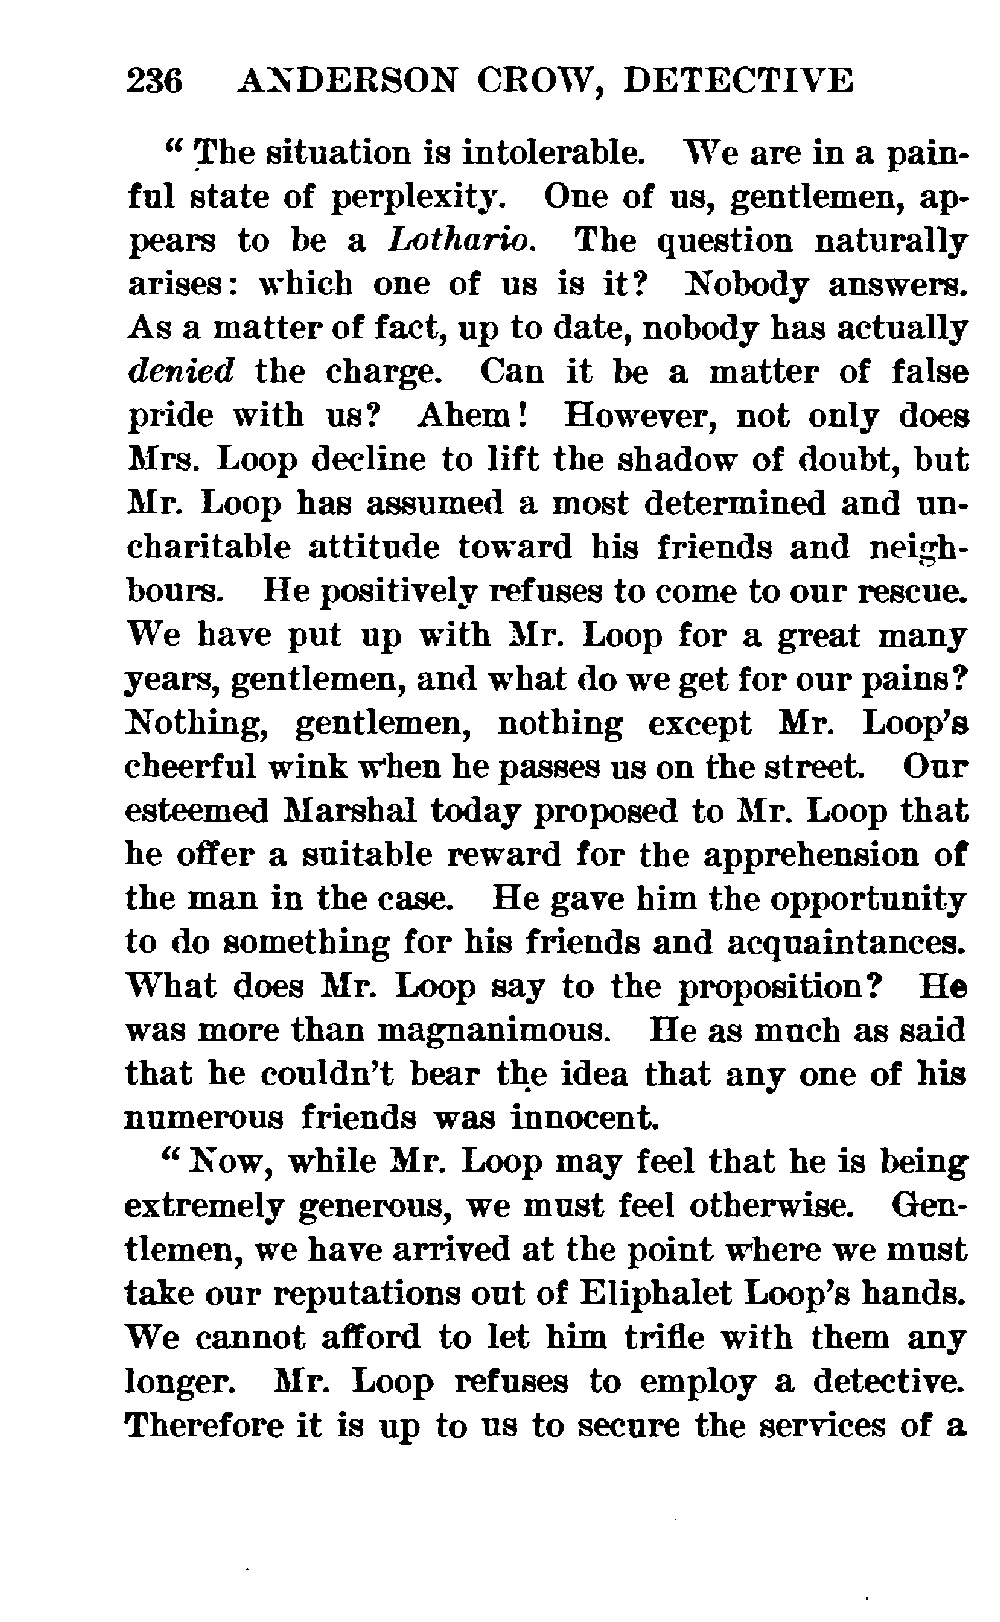 236 ANDERSON CROW, DETECTIVE
“ The situation is intolerable. We are in a pain-
ful state of perplexity. One of us, gentlemen, ap-
pears to be a Lothario. The question naturally
arises: which one of us is it? Nobody answers.
As a matter of fact, up to date, nobody has actually
denied the charge. Can it be a matter of false
pride with us? Ahem! However, not only does
Mrs. Loop decline to lift the shadow of doubt, but
Mr. Loop has assumed a most determined and un-
charitable attitude toward his friends and neigh-
bours. He positively refuses to come to our rescue.
We have put up with Mr. Loop for a great many
years, gentlemen, and what do we get for our pains?
Nothing, gentlemen, nothing except Mr. Loop's
cheerful wink when he passes us on the street. Our
esteemed Marshal today proposed to Mr. Loop that
he offer a suitable reward for the apprehension of
the man in the case. He gave him the opportunity
to do something for his friends and acquaintances.
What does Mr. Loop say to the proposition? He
was more than magnanimous. He as much as said
that he couldn't bear the idea that any one of his
numerous friends was innocent.
“ Now, while Mr. Loop may feel that he is being
extremely generous, we must feel otherwise. Gen-
tlemen, we have arrived at the point where we must
take our reputations out of Eliphalet Loop's hands.
We cannot afford to let him trifle with them any
longer. Mr. Loop refuses to employ a detective.
Therefore it is up to us to secure the services of a